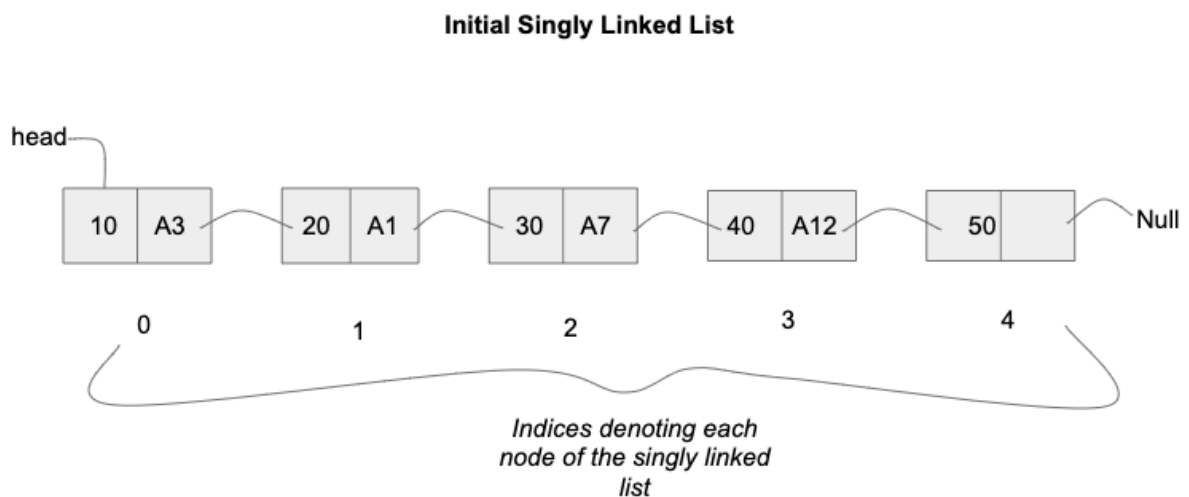 Initial Singly Linked List
head
10 A3 20 A1 30 A7 40 A12 50 Null
0 1 2 3 4
Indices denoting each
node of the singly linked
list